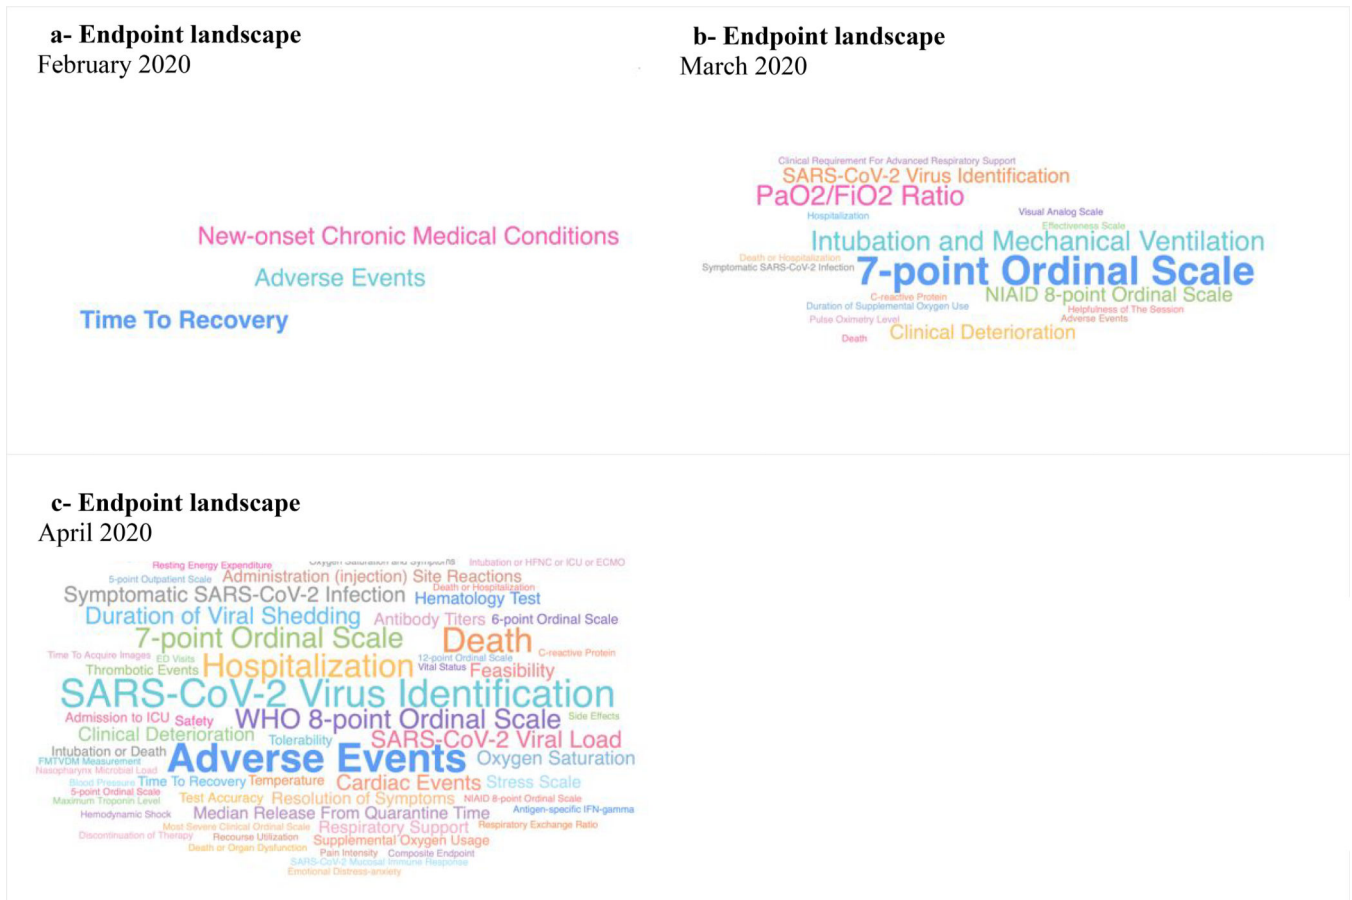 a- Endpoint landscape
February 2020
New-onset Chronic Medical Conditions
Adverse Events
Time To Recovery
b- Endpoint landscape
March 2020
Clinical Requirement For Advanced Respiratory Support
SARS-CoV-2 Virus Identification
PaO2/FiO2 Ratio
Hospitalization
Visual Analog Scale
Effectiveness Scale
Intubation and Mechanical Ventilation
Death or Hospitalization
Symptomatic SARS-CoV-2 Infection
7-point Ordinal Scale
C-reactive Protein
NIAID 8-point Ordinal Scale
Duration of Supplemental Oxygen Use
Helpfulness of The Session
Pulse Oximetry Level
Adverse Events
Clinical Deterioration
Death
c- Endpoint landscape
April 2020
Resting Energy Expenditure
Oxygen Saturation and Symptoms
Intubation or HFNC or ICU or ECMO
5-point Outpatient Scale
Administration (injection) Site Reactions
Death or Hospitalization
Symptomatic SARS-CoV-2 Infection
Hematology Test
Duration of Viral Shedding
Antibody Titers
6-point Ordinal Scale
7-point Ordinal Scale
Death
Time To Acquire Images
ED Visits
Hospitalization
12-point Ordinal Scale
C-reactive Protein
Thrombotic Events
Vital Status
Feasibility
SARS-CoV-2 Virus Identification
Admission to ICU
Safety
WHO 8-point Ordinal Scale
Side Effects
Clinical Deterioration
Tolerability
SARS-CoV-2 Viral Load
Intubation or Death
Adverse Events
Oxygen Saturation
FMTVDM Measurement
Nasopharynx Microbial Load
Blood Pressure
Time To Recovery
Temperature
Cardiac Events
Stress Scale
5-point Ordinal Scale
Maximum Troponin Level
Test Accuracy
Resolution of Symptoms
NIAID 8-point Ordinal Scale
Hemodynamic Shock
Median Release From Quarantine Time
Antigen-specific IFN-gamma
Most Severe Clinical Ordinal Scale
Respiratory Support
Respiratory Exchange Ratio
Discontinuation of Therapy
Recourse Utilization
Supplemental Oxygen Usage
Death or Organ Dysfunction
Pain Intensity
Composite Endpoint
SARS-CoV-2 Mucosal Immune Response
Emotional Distress-anxiety